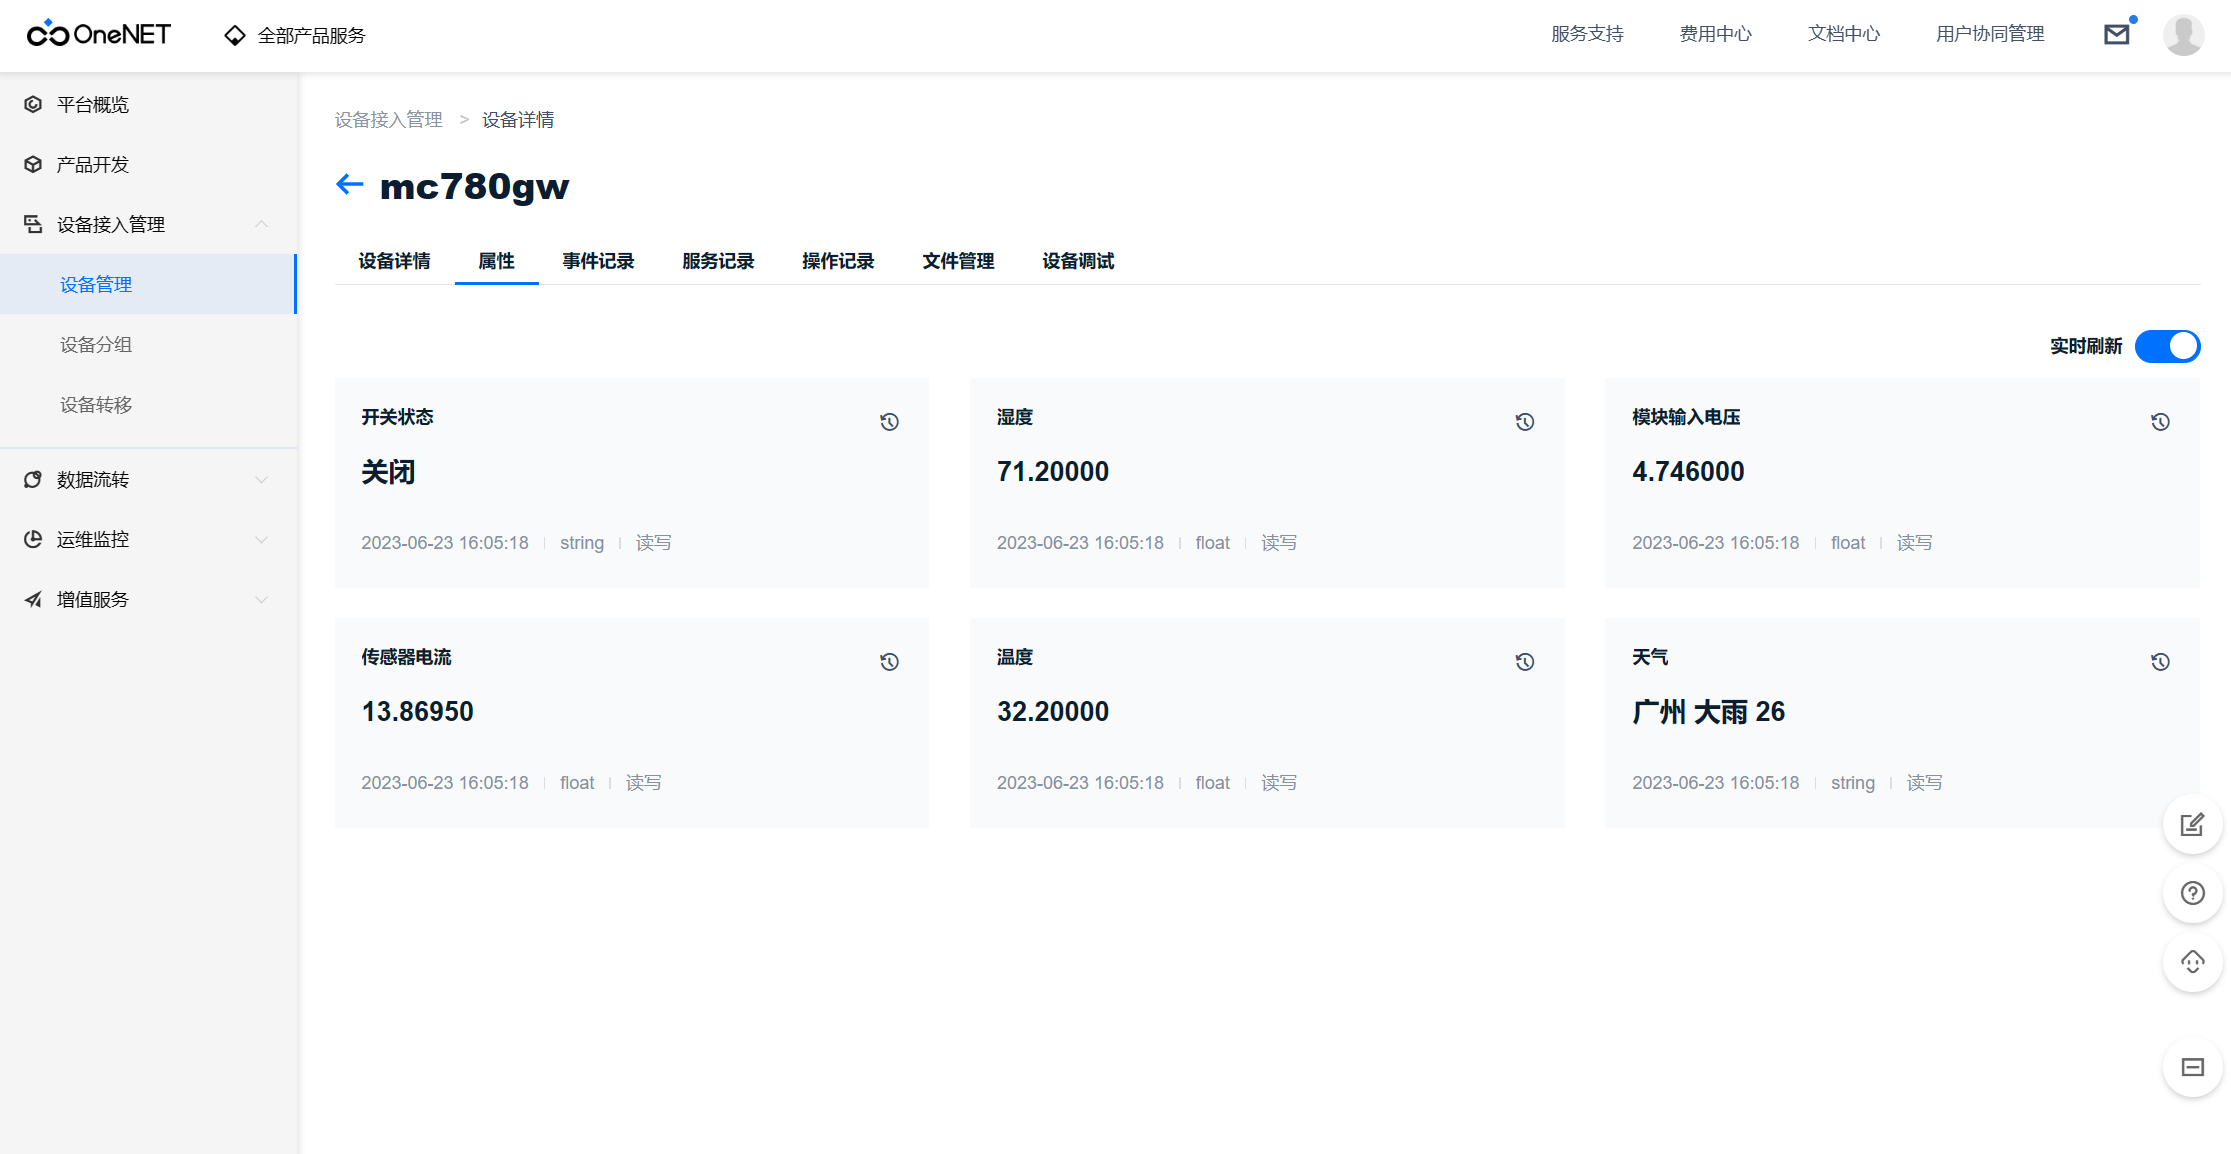 OneNET
全部产品服务
服务支持
费用中心
文档中心
用户协同管理
平台概览
产品开发
设备接入管理
设备管理
设备分组
设备转移
数据流转
运维监控
增值服务
设备接入管理 > 设备详情
mc780gw
设备详情
属性
事件记录
服务记录
操作记录
文件管理
设备调试
实时刷新
开关状态
关闭
2023-06-23 16:05:18 string 读写
湿度
71.20000
2023-06-23 16:05:18 float 读写
模块输入电压
4.746000
2023-06-23 16:05:18 float 读写
传感器电流
13.86950
2023-06-23 16:05:18 float 读写
温度
32.20000
2023-06-23 16:05:18 float 读写
天气
广州 大雨 26
2023-06-23 16:05:18 string 读写